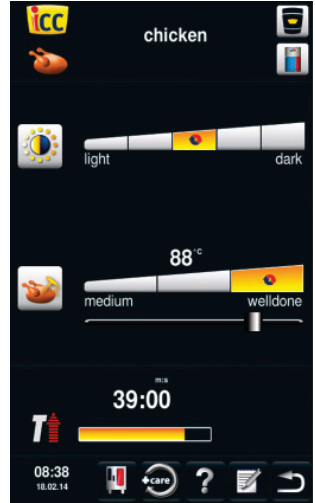 icc
chicken
light
dark
88°C
medium
welldone
m:s
39:00
T
08:38
18.02.14
+care
?